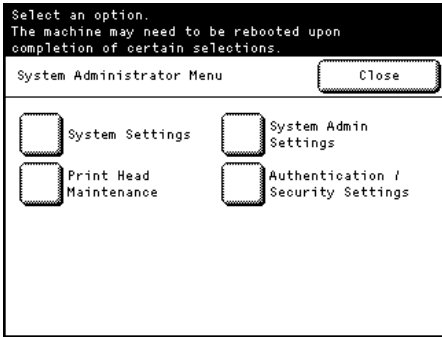 Select an option.
The machine may need to be rebooted upon
completion of certain selections.
System Administrator Menu
Close
System Settings
System Admin
Settings
Print Head
Maintenance
Authentication /
Security Settings